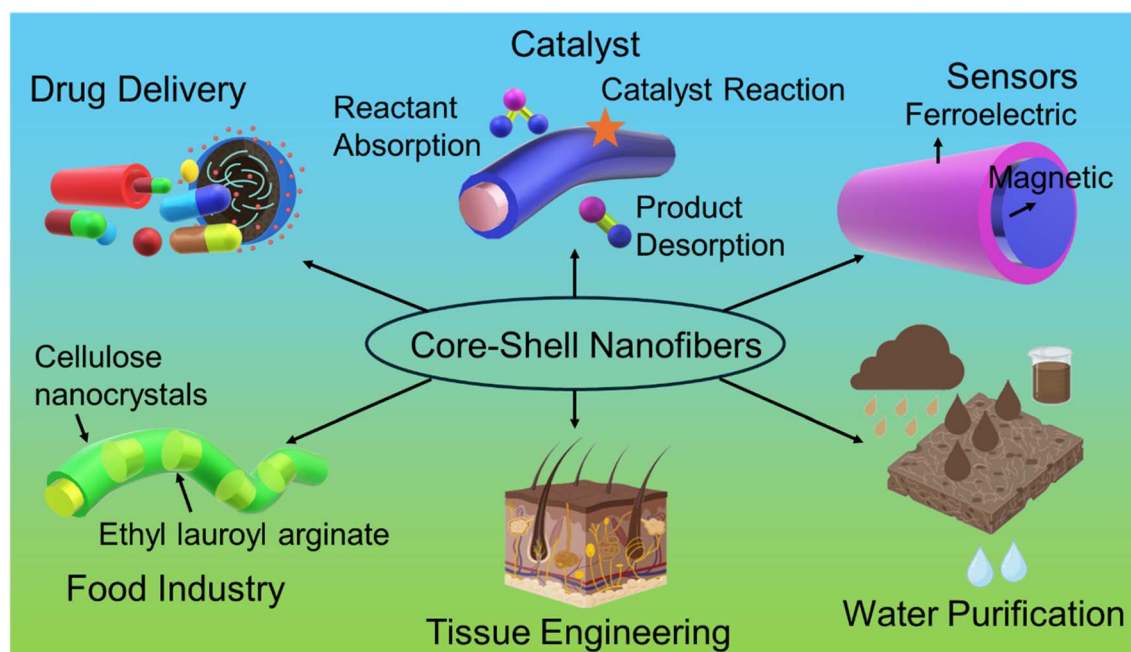 Drug Delivery
Catalyst
Reactant
Absorption
Catalyst Reaction
Product
Desorption
Sensors
Ferroelectric
Magnetic
Core-Shell Nanofibers
Cellulose
nanocrystals
Ethyl lauroyl arginate
Food Industry
Tissue Engineering
Water Purification